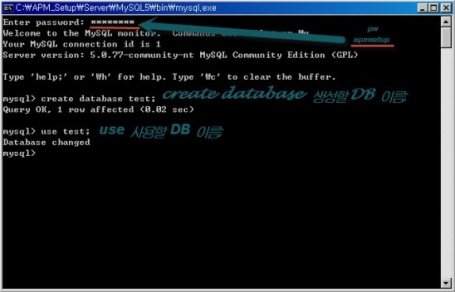 C:₩APM_Setup₩Server₩MySQL5₩bin₩mysql.exe
Enter password: ********
pw
apmsetup
Welcome to the MySQL monitor. Commands
Your MySQL connection id is 1
Server version: 5.0.77-community-nt MySQL Community Edition (GPL)
Type 'help;' or '₩h' for help. Type '₩c' to clear the buffer.
mysql> create database test; create database 생성할 DB 이름;
Query OK, 1 row affected (0.02 sec)
mysql> use test; use 사용할 DB 이름;
Database changed
mysql>